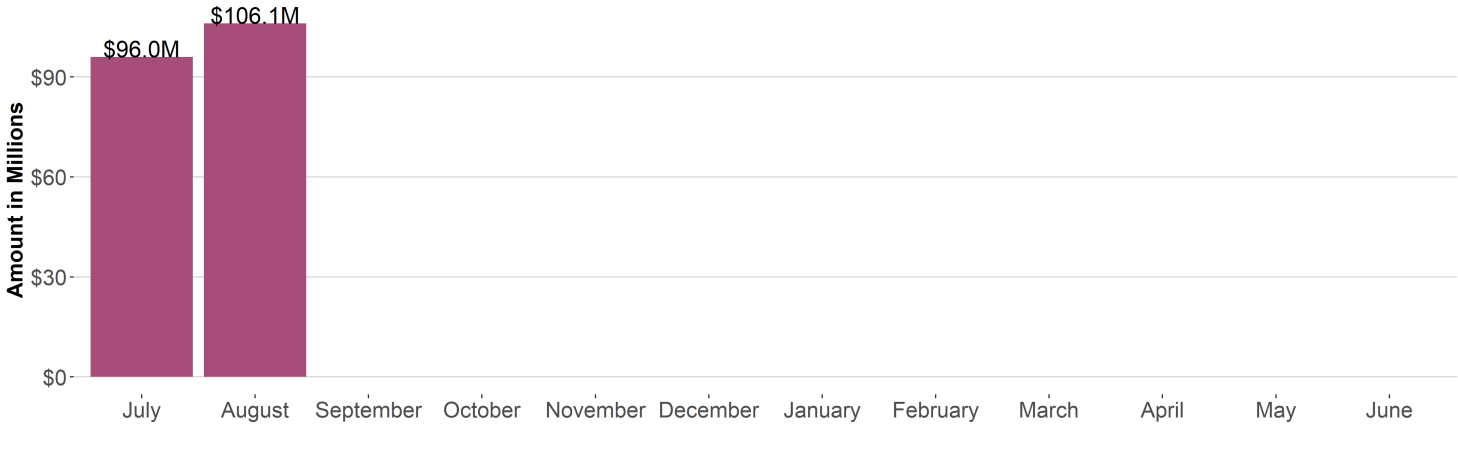 $106.1M
$96.0M
$90
$60
$30
$0
Amount in Millions
July August September October November December January February March April May June